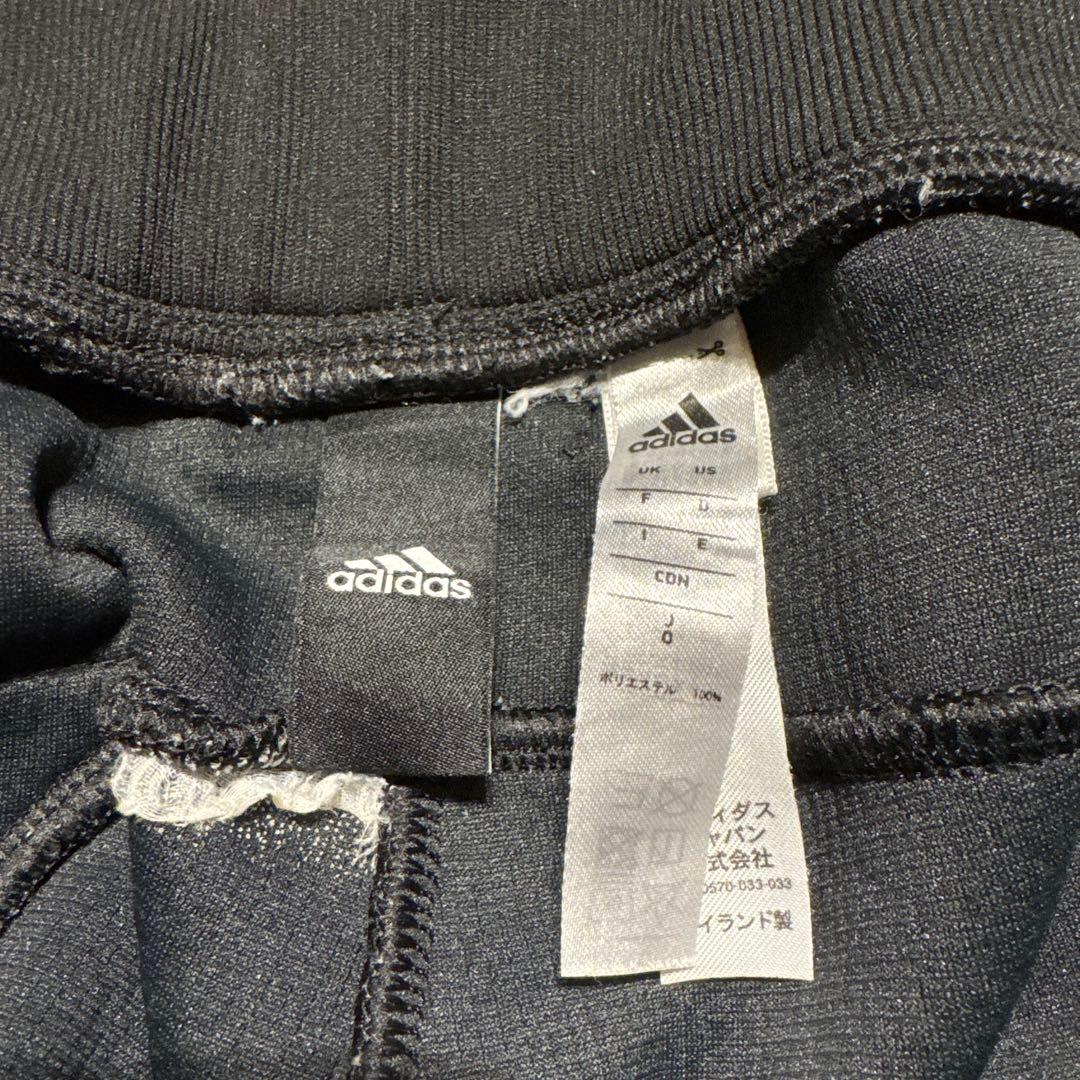 adidas
adidas
UK US
F D
I E
CDN
J
O
ポリエステル 100%
ィダス
ャパン
式会社
0570-033-033
イランド製